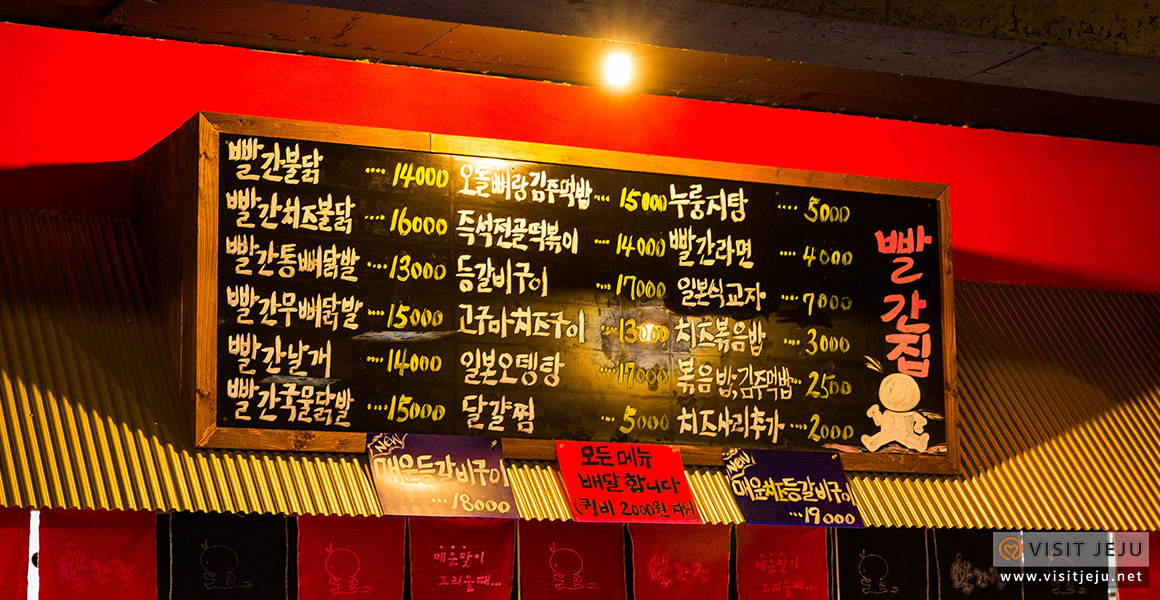 빨간불닭 .... 14000
빨간치즈불닭 .... 16000
빨간통뼈닭발 .... 13000
빨간무뼈닭발 .... 15000
빨간날개 .... 14000
빨간국물닭발 .... 15000
오돌뼈랑김주먹밥 ... 15000
즉석전골떡볶이 ... 14000
등갈비구이 ... 17000
고구마치즈구이 ... 13000
일본오뎅탕 ... 17000
달걀찜 ... 5000
누룽지탕 .... 5000
빨간라면 .... 4000
일본식교자 ... 7000
치즈볶음밥 .... 3000
볶음밥,김주먹밥... 2500
치즈사리추가 ... 2000
빨간집
NEW
매운등갈비구이
... 18000
모든 메뉴
배달 합니다
(퀵비 2000원
NEW
매운치즈등갈비구이
... 19000
빨간집
매운맛이
그리울때...
빨간집
매운맛이
그리울때...
빨간
VISIT JEJU
www.visitjeju.net